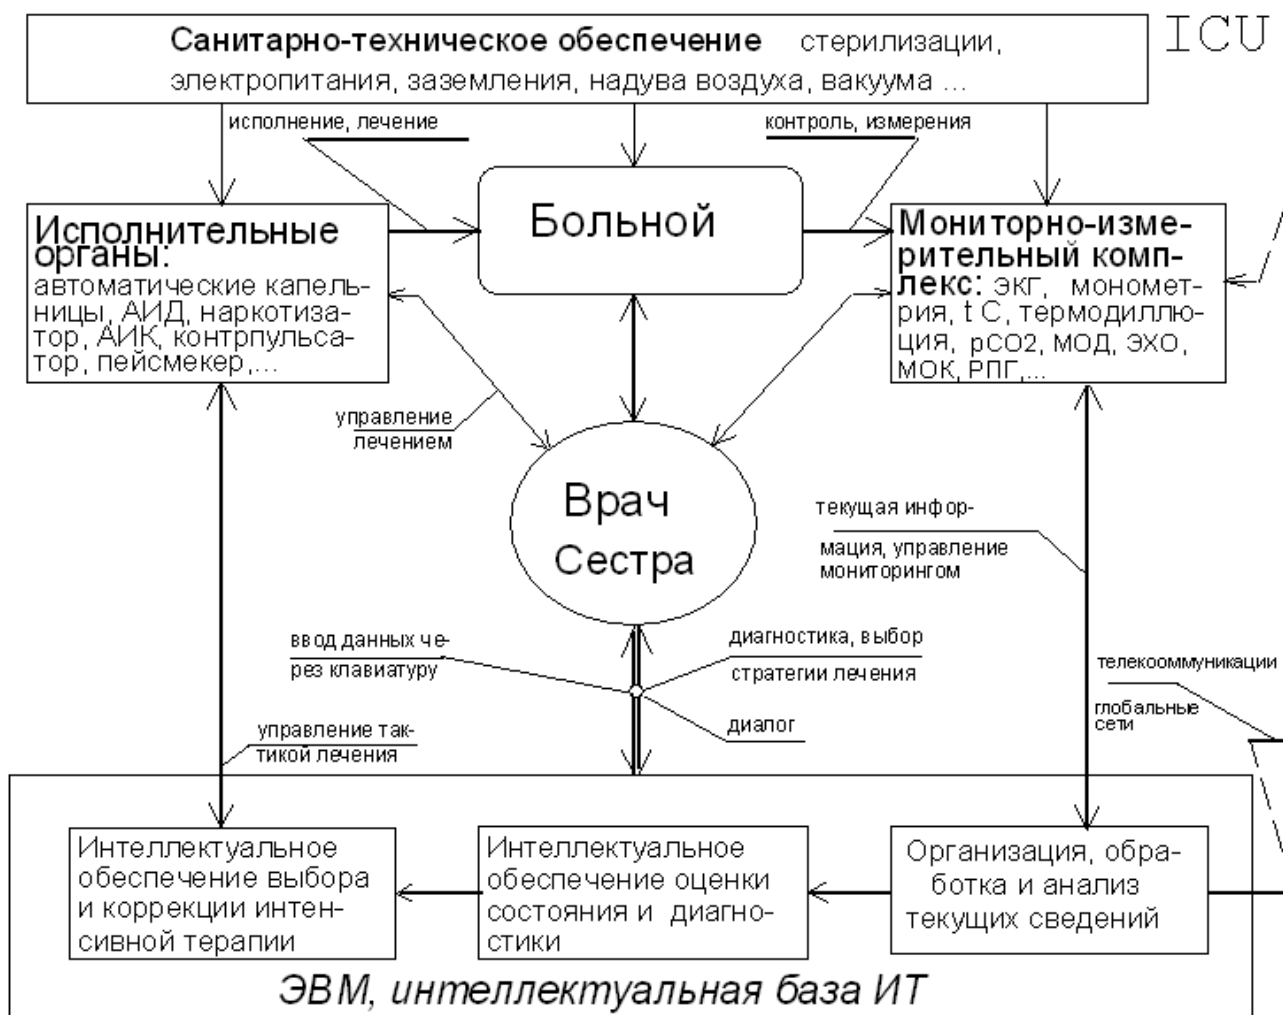 ICU
Санитарно-техническое обеспечение стерилизации,
электропитания, заземления, надува воздуха, вакуума ...
исполнение, лечение
контроль, измерения
Больной
Исполнительные
органы:
автоматические капель-
ницы, АИД, наркотиза-
тор, АИК, контрпульса-
тор, пейсмекер,...
Мониторно-изме-
рительный комп-
лекс: ЭКГ, монометр-
рия, t C, термодиллю-
ция, pCO2, МОД, ЭХО,
МОК, РПГ,...
управление
лечением
Врач
Сестра
текущая инфор-
мация, управление
мониторингом
ввод данных че-
рез клавиатуру
диагностика, выбор
стратегии лечения
диалог
телекооммуникации
глобальные
сети
управление так-
тикой лечения
Интеллектуальное
обеспечение выбора
и коррекции интен-
сивной терапии
Интеллектуальное
обеспечение оценки
состояния и диагно-
стики
Организация, обра-
ботка и анализ
текущих сведений
ЭВМ, интеллектуальная база ИТ